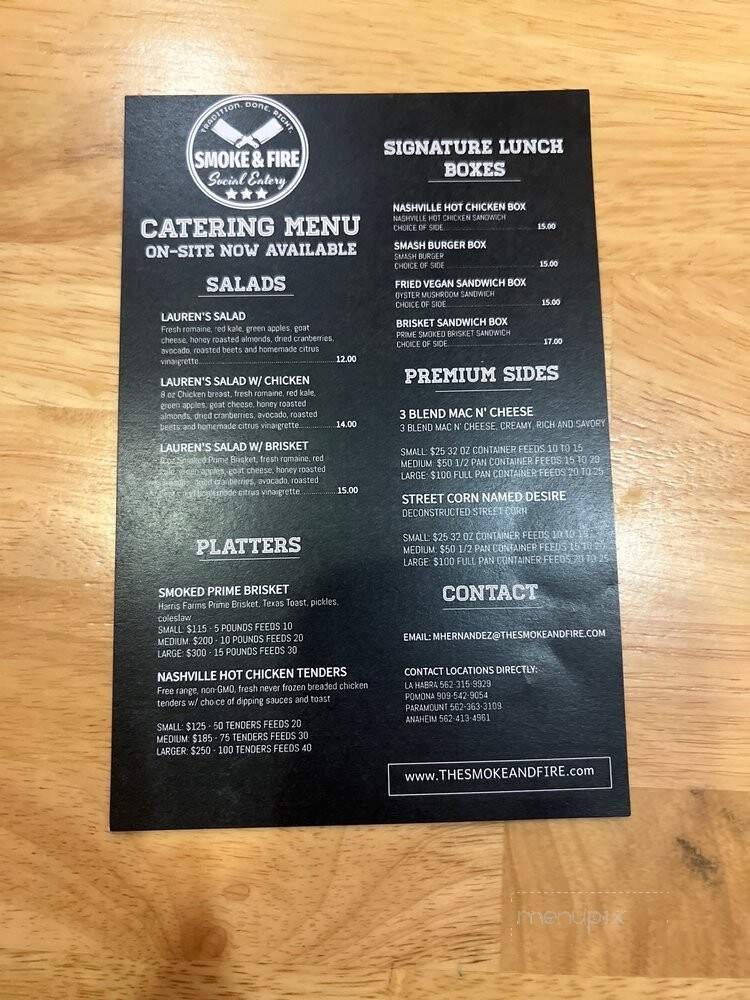 TRADITION. DONE. RIGHT.
SMOKE & FIRE
Social Eatery
CATERING MENU
ON-SITE NOW AVAILABLE
SALADS
LAUREN'S SALAD
Fresh romaine, red kale, green apples, goat
cheese, honey roasted almonds, dried cranberries,
avocado, roasted beets and homemade citrus
vinaigrette 12.00
LAUREN'S SALAD W/ CHICKEN
8 oz Chicken breast, fresh romaine, red kale,
green apples, goat cheese, honey roasted
almonds, dried cranberries, avocado, roasted
beets and homemade citrus vinaigrette 14.00
LAUREN'S SALAD W/ BRISKET
oz Smoked Prime Brisket, fresh romaine, red
kale, green apples, goat cheese, honey roasted
dried cranberries, avocado, roasted
homemade citrus vinaigrette 15.00
PLATTERS
SMOKED PRIME BRISKET
Harris Farms Prime Brisket, Texas Toast, pickles,
coleslaw
SMALL: $115 - 5 POUNDS FEEDS 10
MEDIUM: $200 - 10 POUNDS FEEDS 20
LARGE: $300 - 15 POUNDS FEEDS 30
NASHVILLE HOT CHICKEN TENDERS
Free range, non-GMO, fresh never frozen breaded chicken
tenders w/ choice of dipping sauces and toast
SMALL: $125 - 50 TENDERS FEEDS 20
MEDIUM: $185 - 75 TENDERS FEEDS 30
LARGER: $250 - 100 TENDERS FEEDS 40
SIGNATURE LUNCH
BOXES
NASHVILLE HOT CHICKEN BOX
NASHVILLE HOT CHICKEN SANDWICH
CHOICE OF SIDE 15.00
SMASH BURGER BOX
SMASH BURGER
CHOICE OF SIDE 15.00
FRIED VEGAN SANDWICH BOX
OYSTER MUSHROOM SANDWICH
CHOICE OF SIDE 15.00
BRISKET SANDWICH BOX
PRIME SMOKED BRISKET SANDWICH
CHOICE OF SIDE 17.00
PREMIUM SIDES
3 BLEND MAC N' CHEESE
3 BLEND MAC N' CHEESE, CREAMY, RICH AND SAVORY
SMALL: $25 32 OZ CONTAINER FEEDS 10 TO 15
MEDIUM: $50 1/2 PAN CONTAINER FEEDS 15 TO 20
LARGE: $100 FULL PAN CONTAINER FEEDS 20 TO 25
STREET CORN NAMED DESIRE
DECONSTRUCTED STREET CORN
SMALL: $25 32 OZ CONTAINER FEEDS 10 TO 15
MEDIUM: $50 1/2 PAN CONTAINER FEEDS 15 TO 20
LARGE: $100 FULL PAN CONTAINER FEEDS 20 TO 25
CONTACT
EMAIL: MHERNANDEZ@THESMOKEANDFIRE.COM
CONTACT LOCATIONS DIRECTLY:
LA HABRA 562-315-9929
POMONA 909-542-9054
PARAMOUNT 562-363-3109
ANAHEIM 562-413-4961
www.THESMOKEANDFIRE.com
menupix